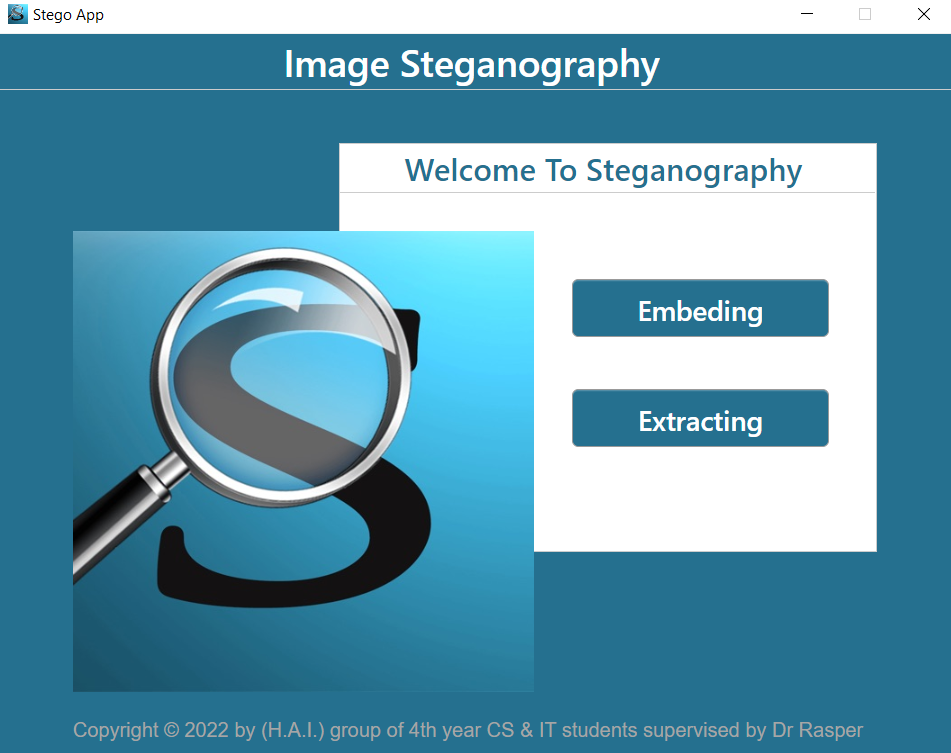 Stego App
Image Steganography
Welcome To Steganography
S
Embeding
Extracting
Copyright © 2022 by (H.A.I.) group of 4th year CS & IT students supervised by Dr Rasper